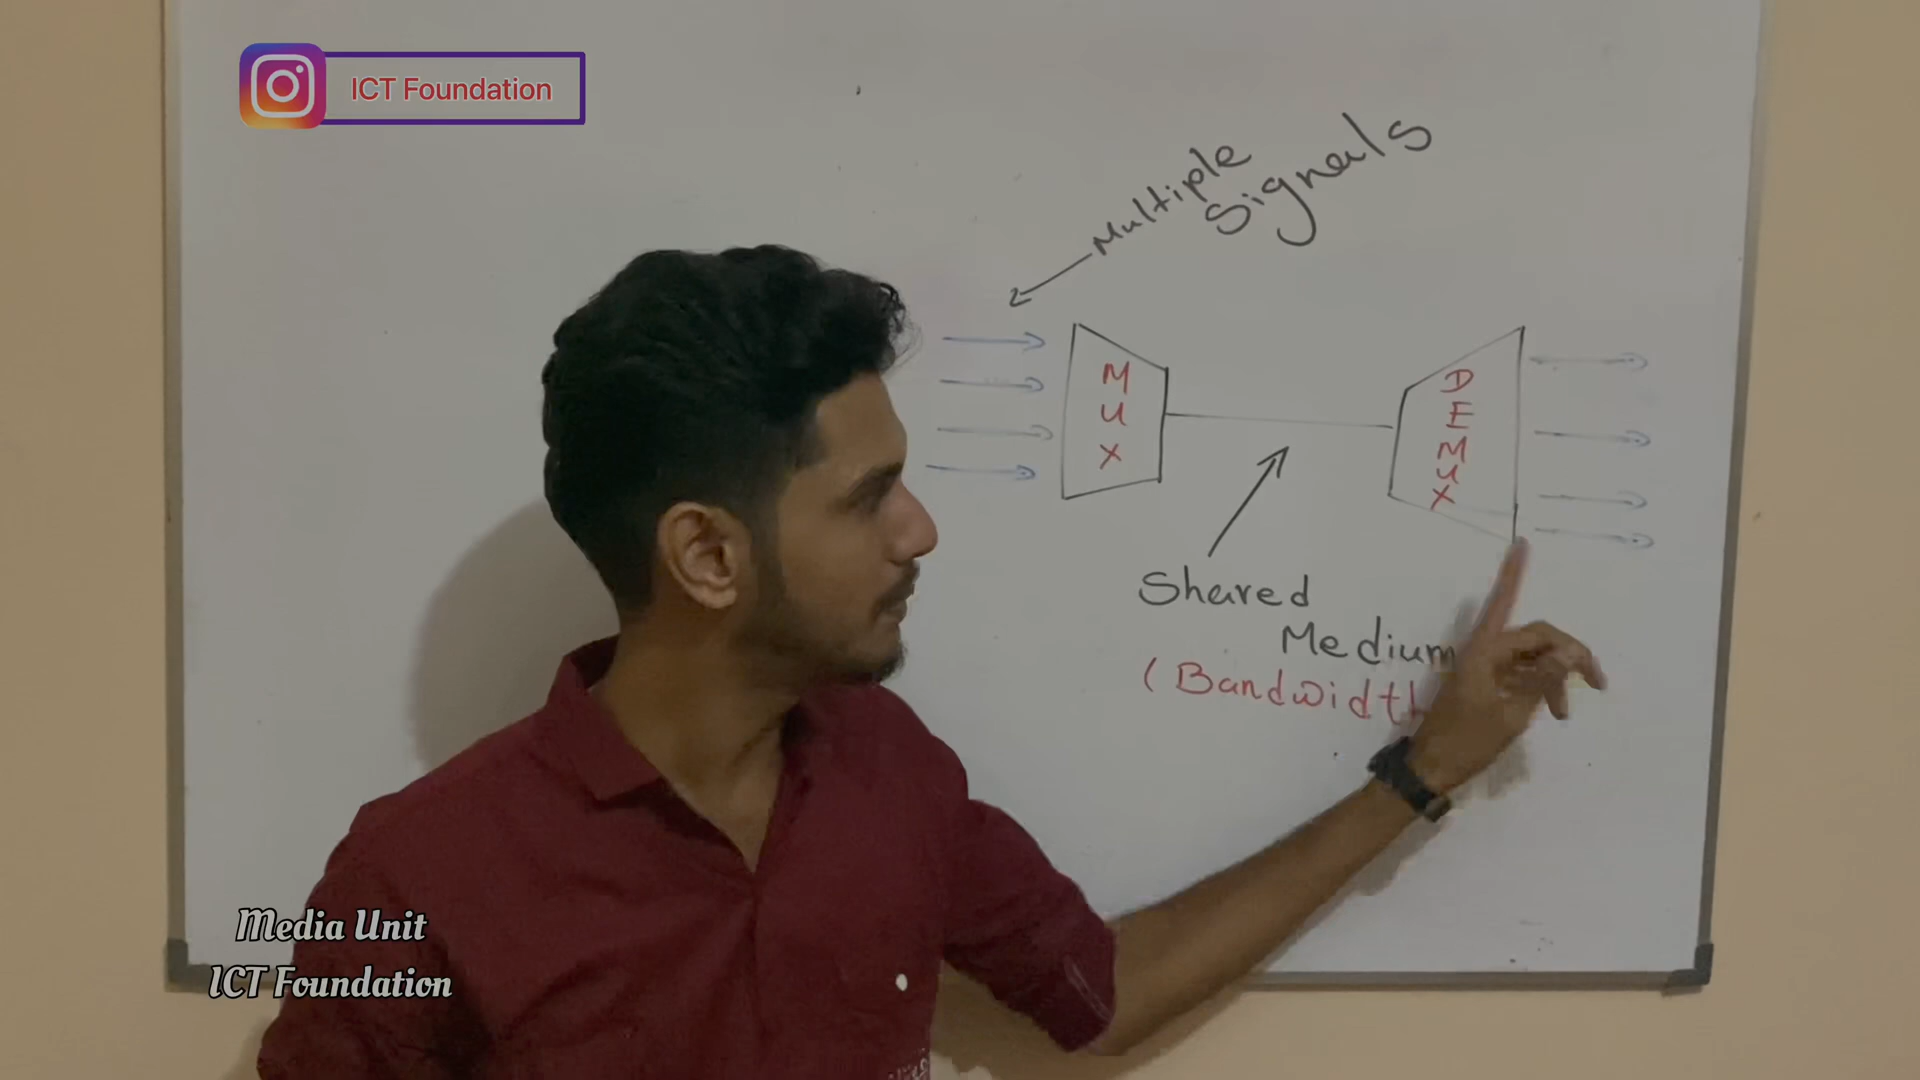 ICT Foundation
Multiple
Signals
MUX
DEMUX
Shared
Medium
(Bandwidth
Media Unit
ICT Foundation